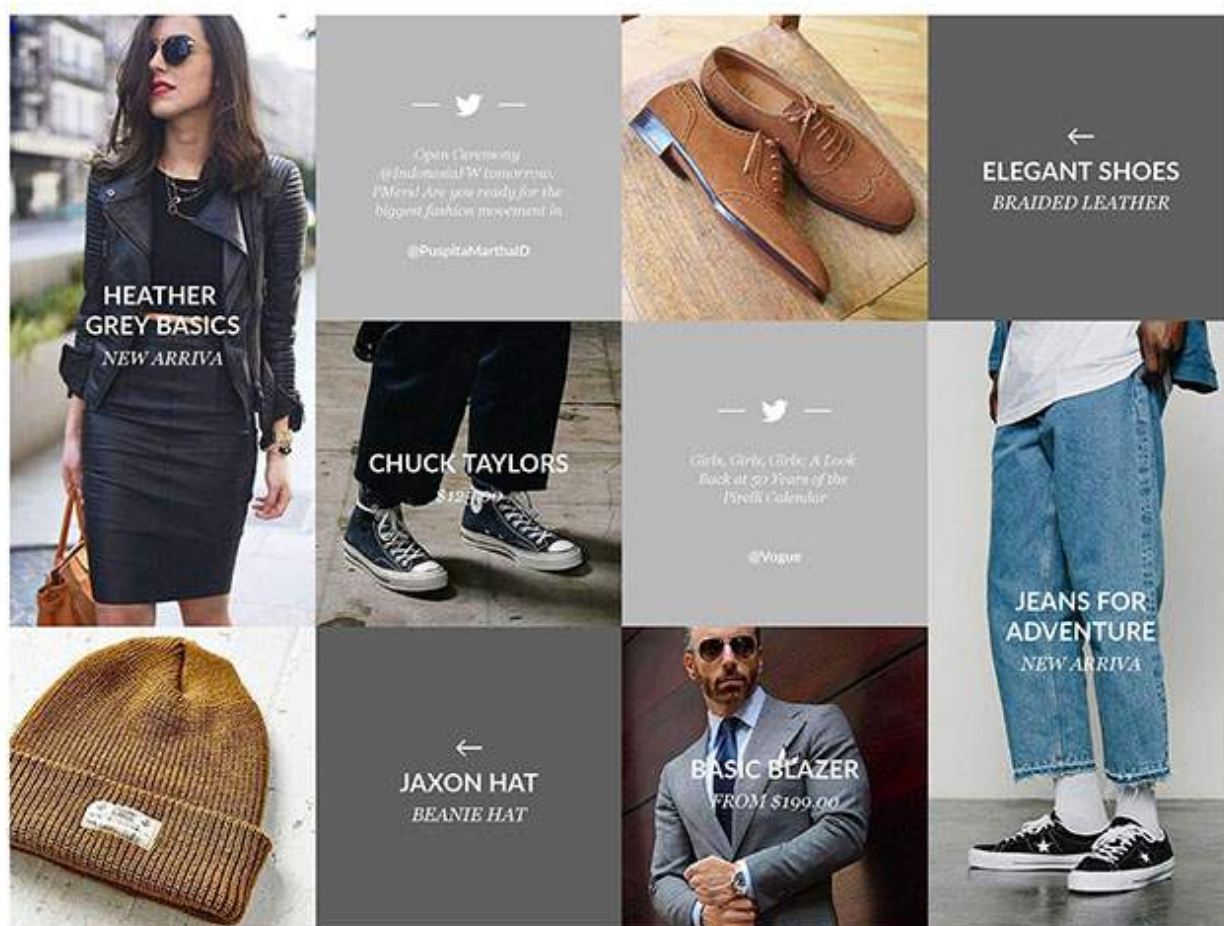 HEATHER
GREY BASICS
NEW ARRIVA
Open Ceremony
@IndonesiaFW tomorrow,
Are you ready for the
biggest fashion movement in
@PuspitaMarthaID
ELEGANT SHOES
BRAIDED LEATHER
CHUCK TAYLORS
Girls, Girls, Girls: A Look
Back at 50 Years of the
Pirelli Calendar
@Vogue
JEANS FOR
ADVENTURE
NEW ARRIVA
JAXON HAT
BEANIE HAT
BASIC BLAZER
FROM $199.00